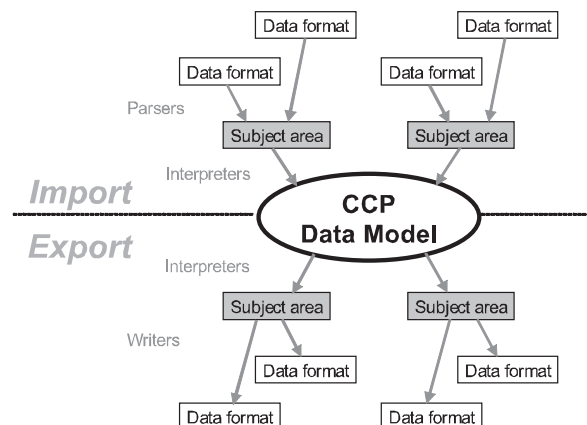 Data format
Data format
Data format
Data format
Parsers
Subject area
Subject area
Interpreters
Import
CCP
Data Model
Export
Interpreters
Subject area
Subject area
Writers
Data format
Data format
Data format
Data format